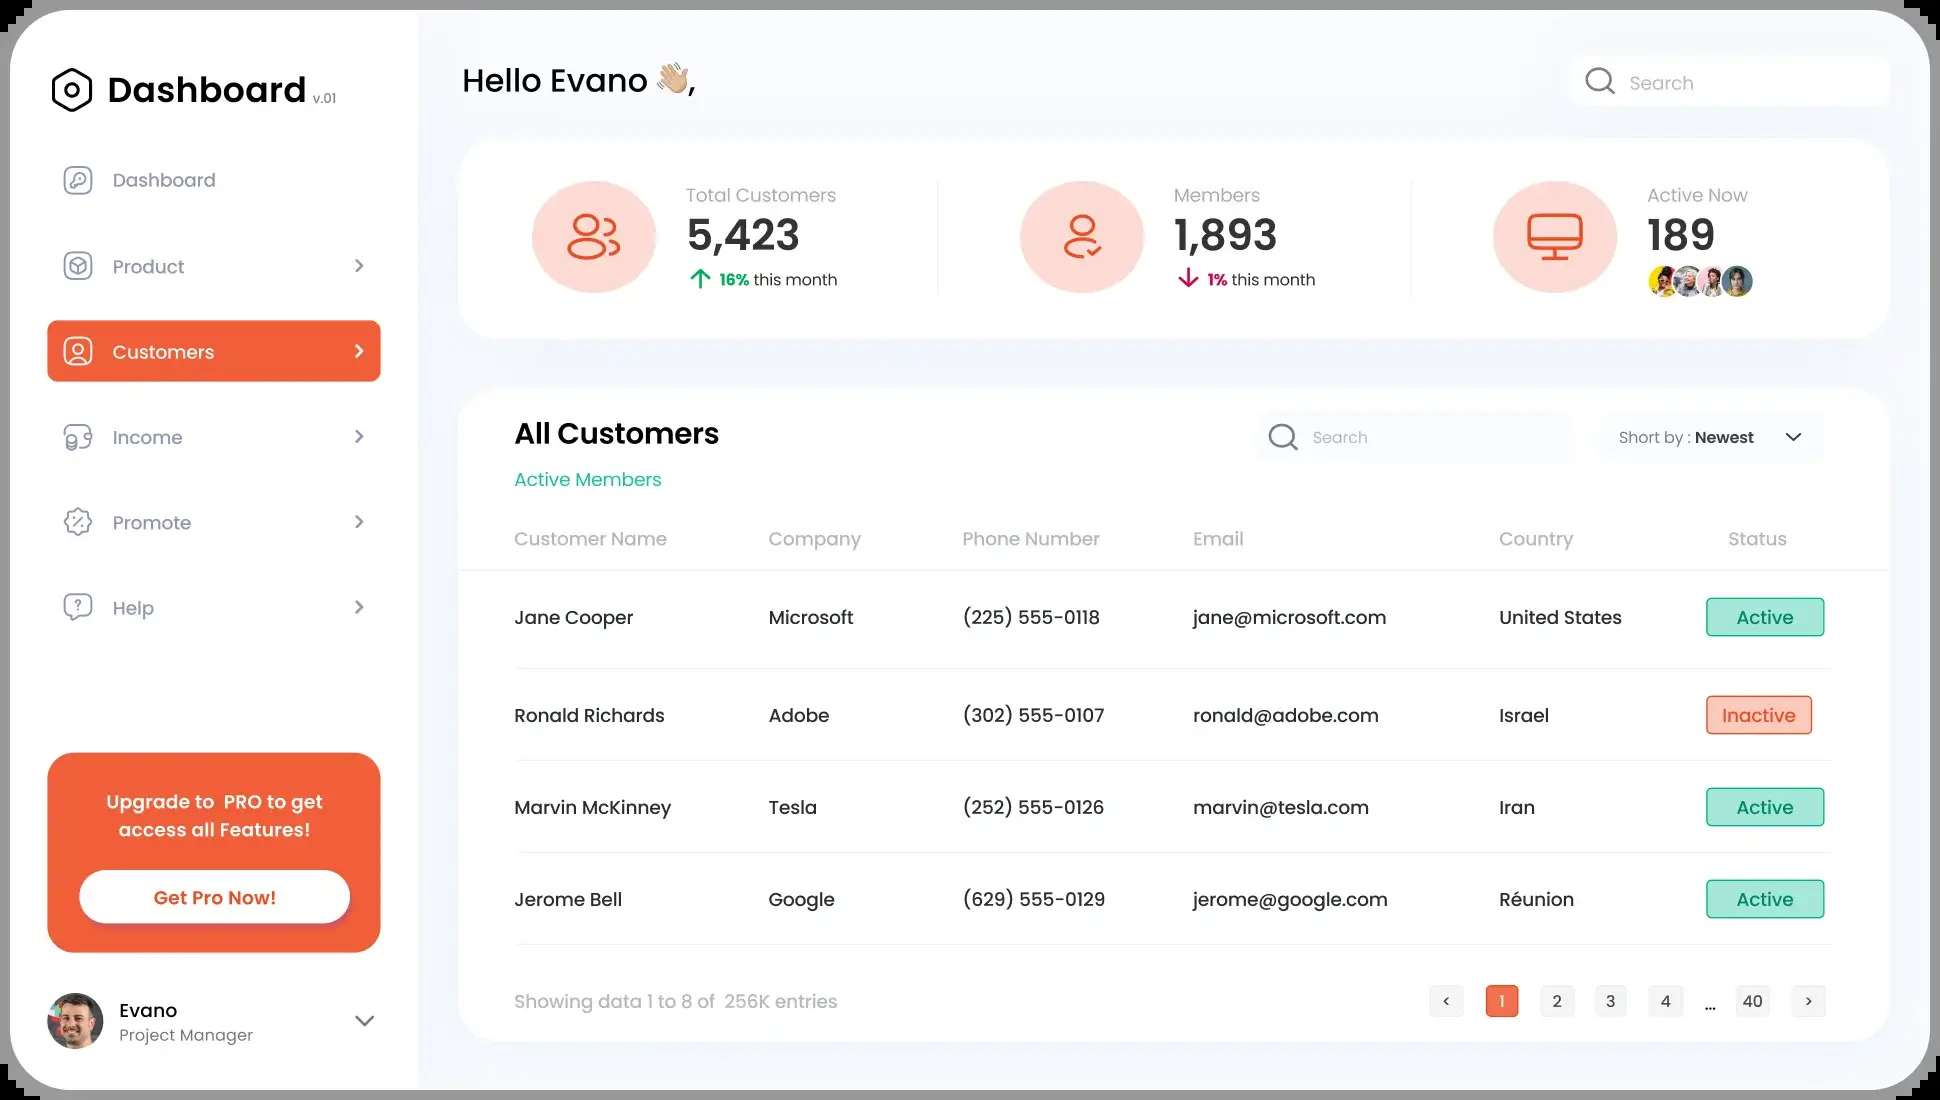 Dashboard v.01
Dashboard
Product
Customers
Income
Promote
Help
Upgrade to  PRO to get
access all Features!
Get Pro Now!
Evano
Project Manager
Hello Evano 👋🏼,
Search
Total Customers
5,423
16% this month
Members
1,893
1% this month
Active Now
189
All Customers
Active Members
Search
Short by : Newest
Customer Name Company Phone Number Email Country Status
Jane Cooper Microsoft (225) 555-0118 jane@microsoft.com United States Active
Ronald Richards Adobe (302) 555-0107 ronald@adobe.com Israel Inactive
Marvin McKinney Tesla (252) 555-0126 marvin@tesla.com Iran Active
Jerome Bell Google (629) 555-0129 jerome@google.com Réunion Active
Showing data 1 to 8 of  256K entries
< 1 2 3 4 ... 40 >